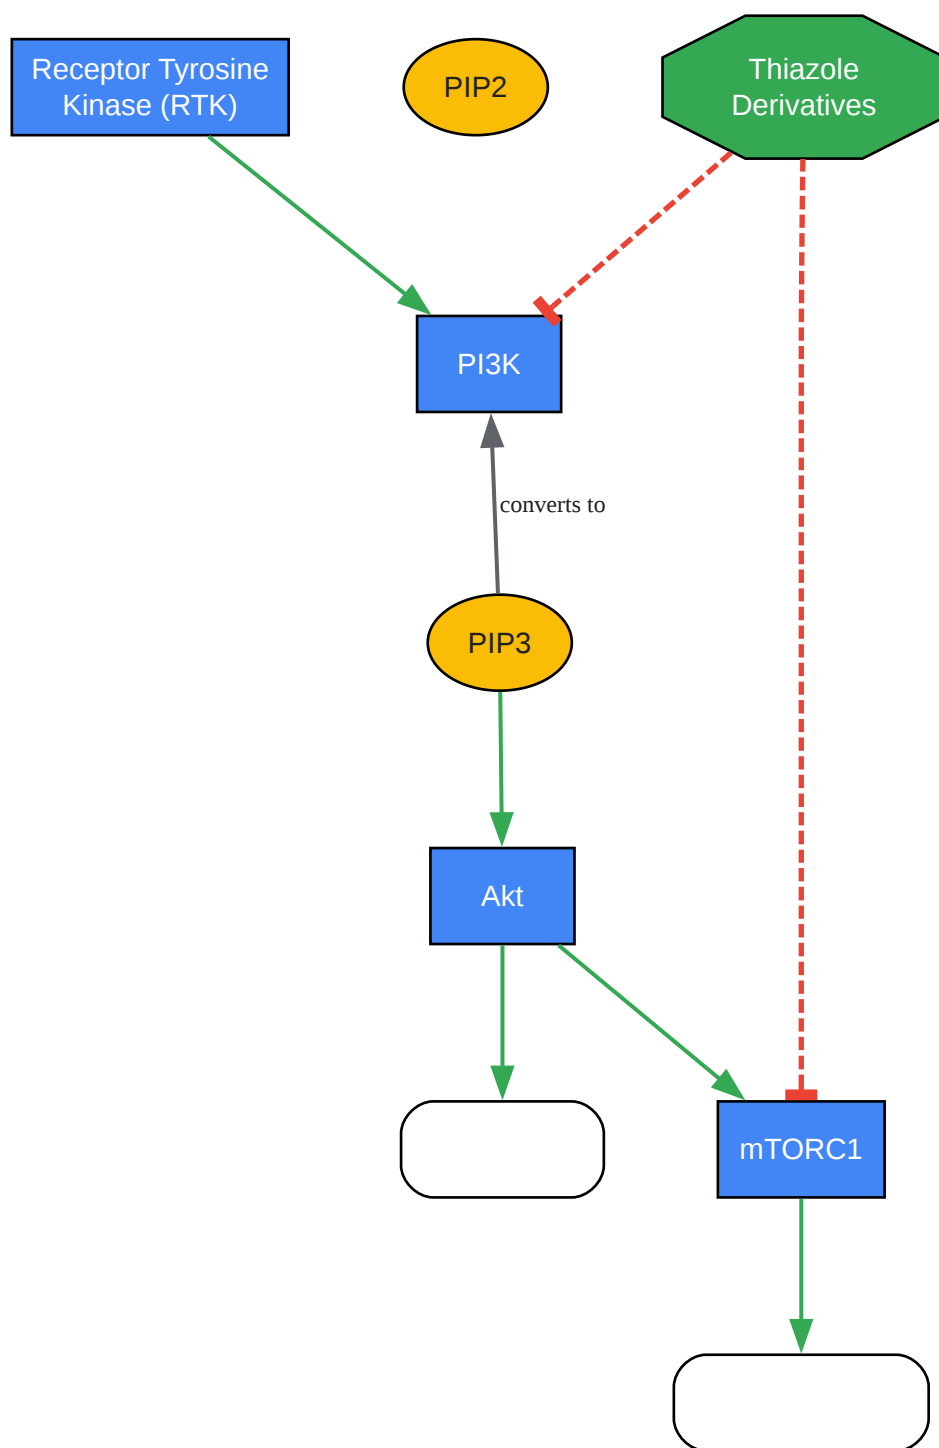 Receptor Tyrosine
Kinase (RTK)
PIP2
Thiazole
Derivatives
PI3K
converts to
PIP3
Akt
mTORC1